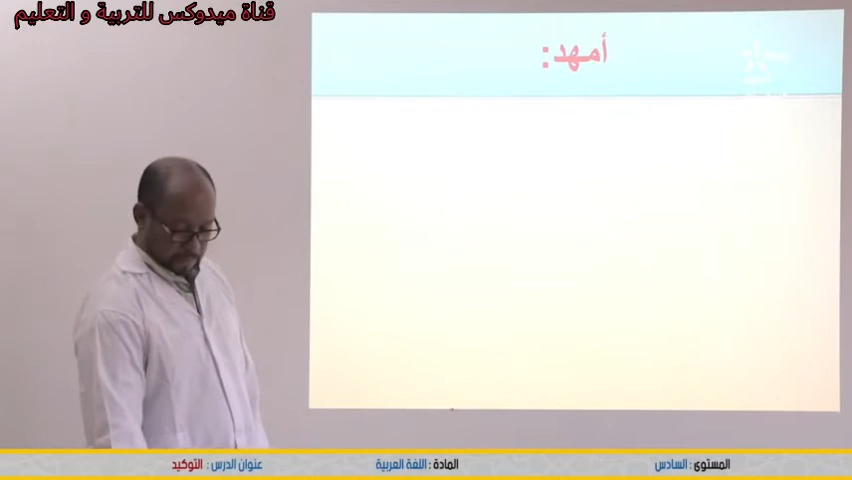 قناة ميدوكس للتربية و التعليم
أمهد:
المستوى : السادس
المادة : اللغة العربية
عنوان الدرس : التوكيد